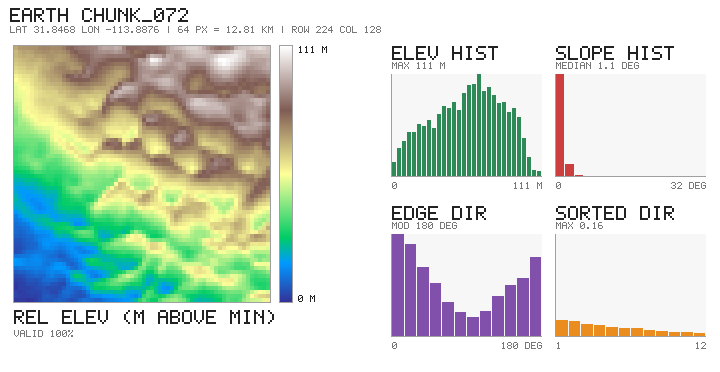 EARTH CHUNK_072
LAT 31.8468 LON -113.8876 | 64 PX = 12.81 KM | ROW 224 COL 128
111 M
0 M
REL ELEV (M ABOVE MIN)
VALID 100%
ELEV HIST
MAX 111 M
0 111 M
SLOPE HIST
MEDIAN 1.1 DEG
0 32 DEG
EDGE DIR
MOD 180 DEG
0 180 DEG
SORTED DIR
MAX 0.16
1 12